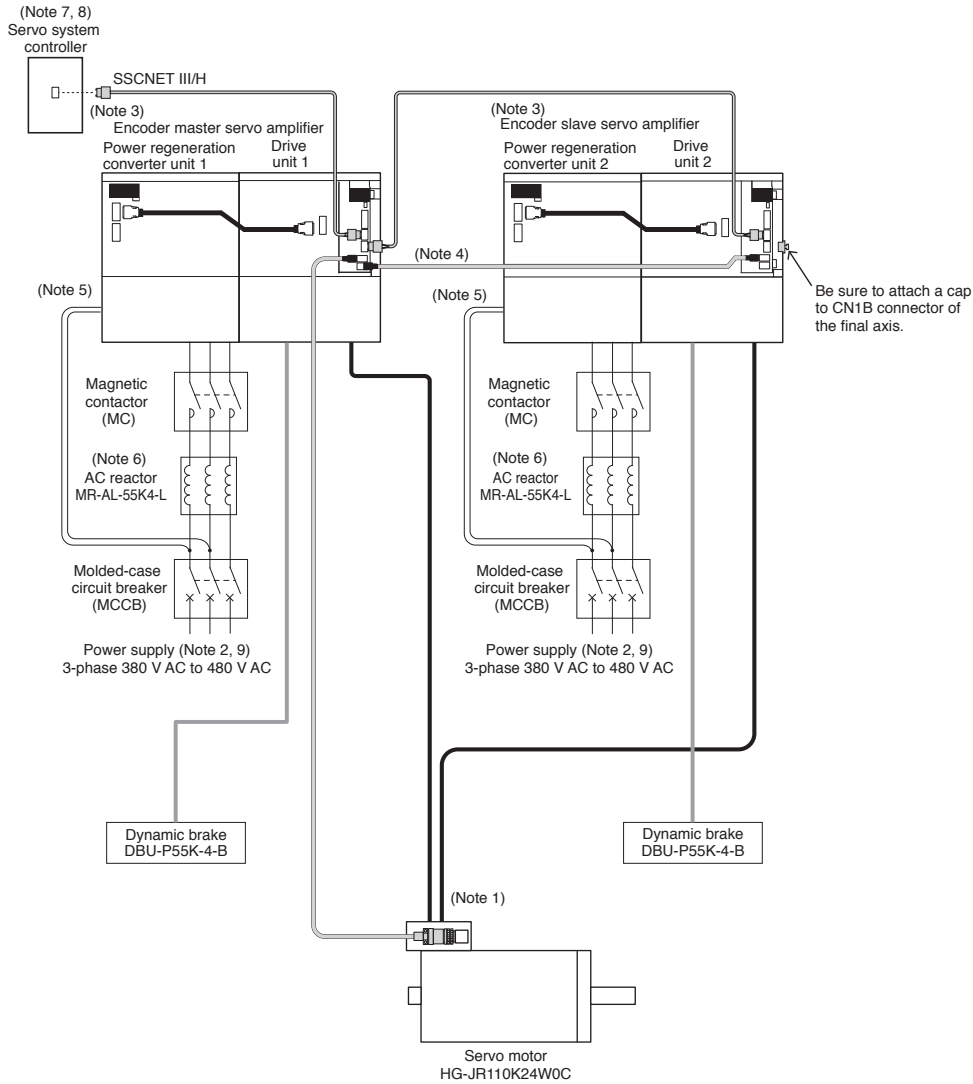 (Note 7, 8)
Servo system
controller
SSCNET III/H
(Note 3)
Encoder master servo amplifier
Power regeneration
converter unit 1
Drive
unit 1
(Note 3)
Encoder slave servo amplifier
Power regeneration
converter unit 2
Drive
unit 2
(Note 4)
(Note 5)
(Note 5)
Be sure to attach a cap
to CN1B connector of
the final axis.
Magnetic
contactor
(MC)
Magnetic
contactor
(MC)
(Note 6)
AC reactor
MR-AL-55K4-L
(Note 6)
AC reactor
MR-AL-55K4-L
Molded-case
circuit breaker
(MCCB)
Molded-case
circuit breaker
(MCCB)
Power supply (Note 2, 9)
3-phase 380 V AC to 480 V AC
Power supply (Note 2, 9)
3-phase 380 V AC to 480 V AC
Dynamic brake
DBU-P55K-4-B
Dynamic brake
DBU-P55K-4-B
(Note 1)
Servo motor
HG-JR110K24W0C